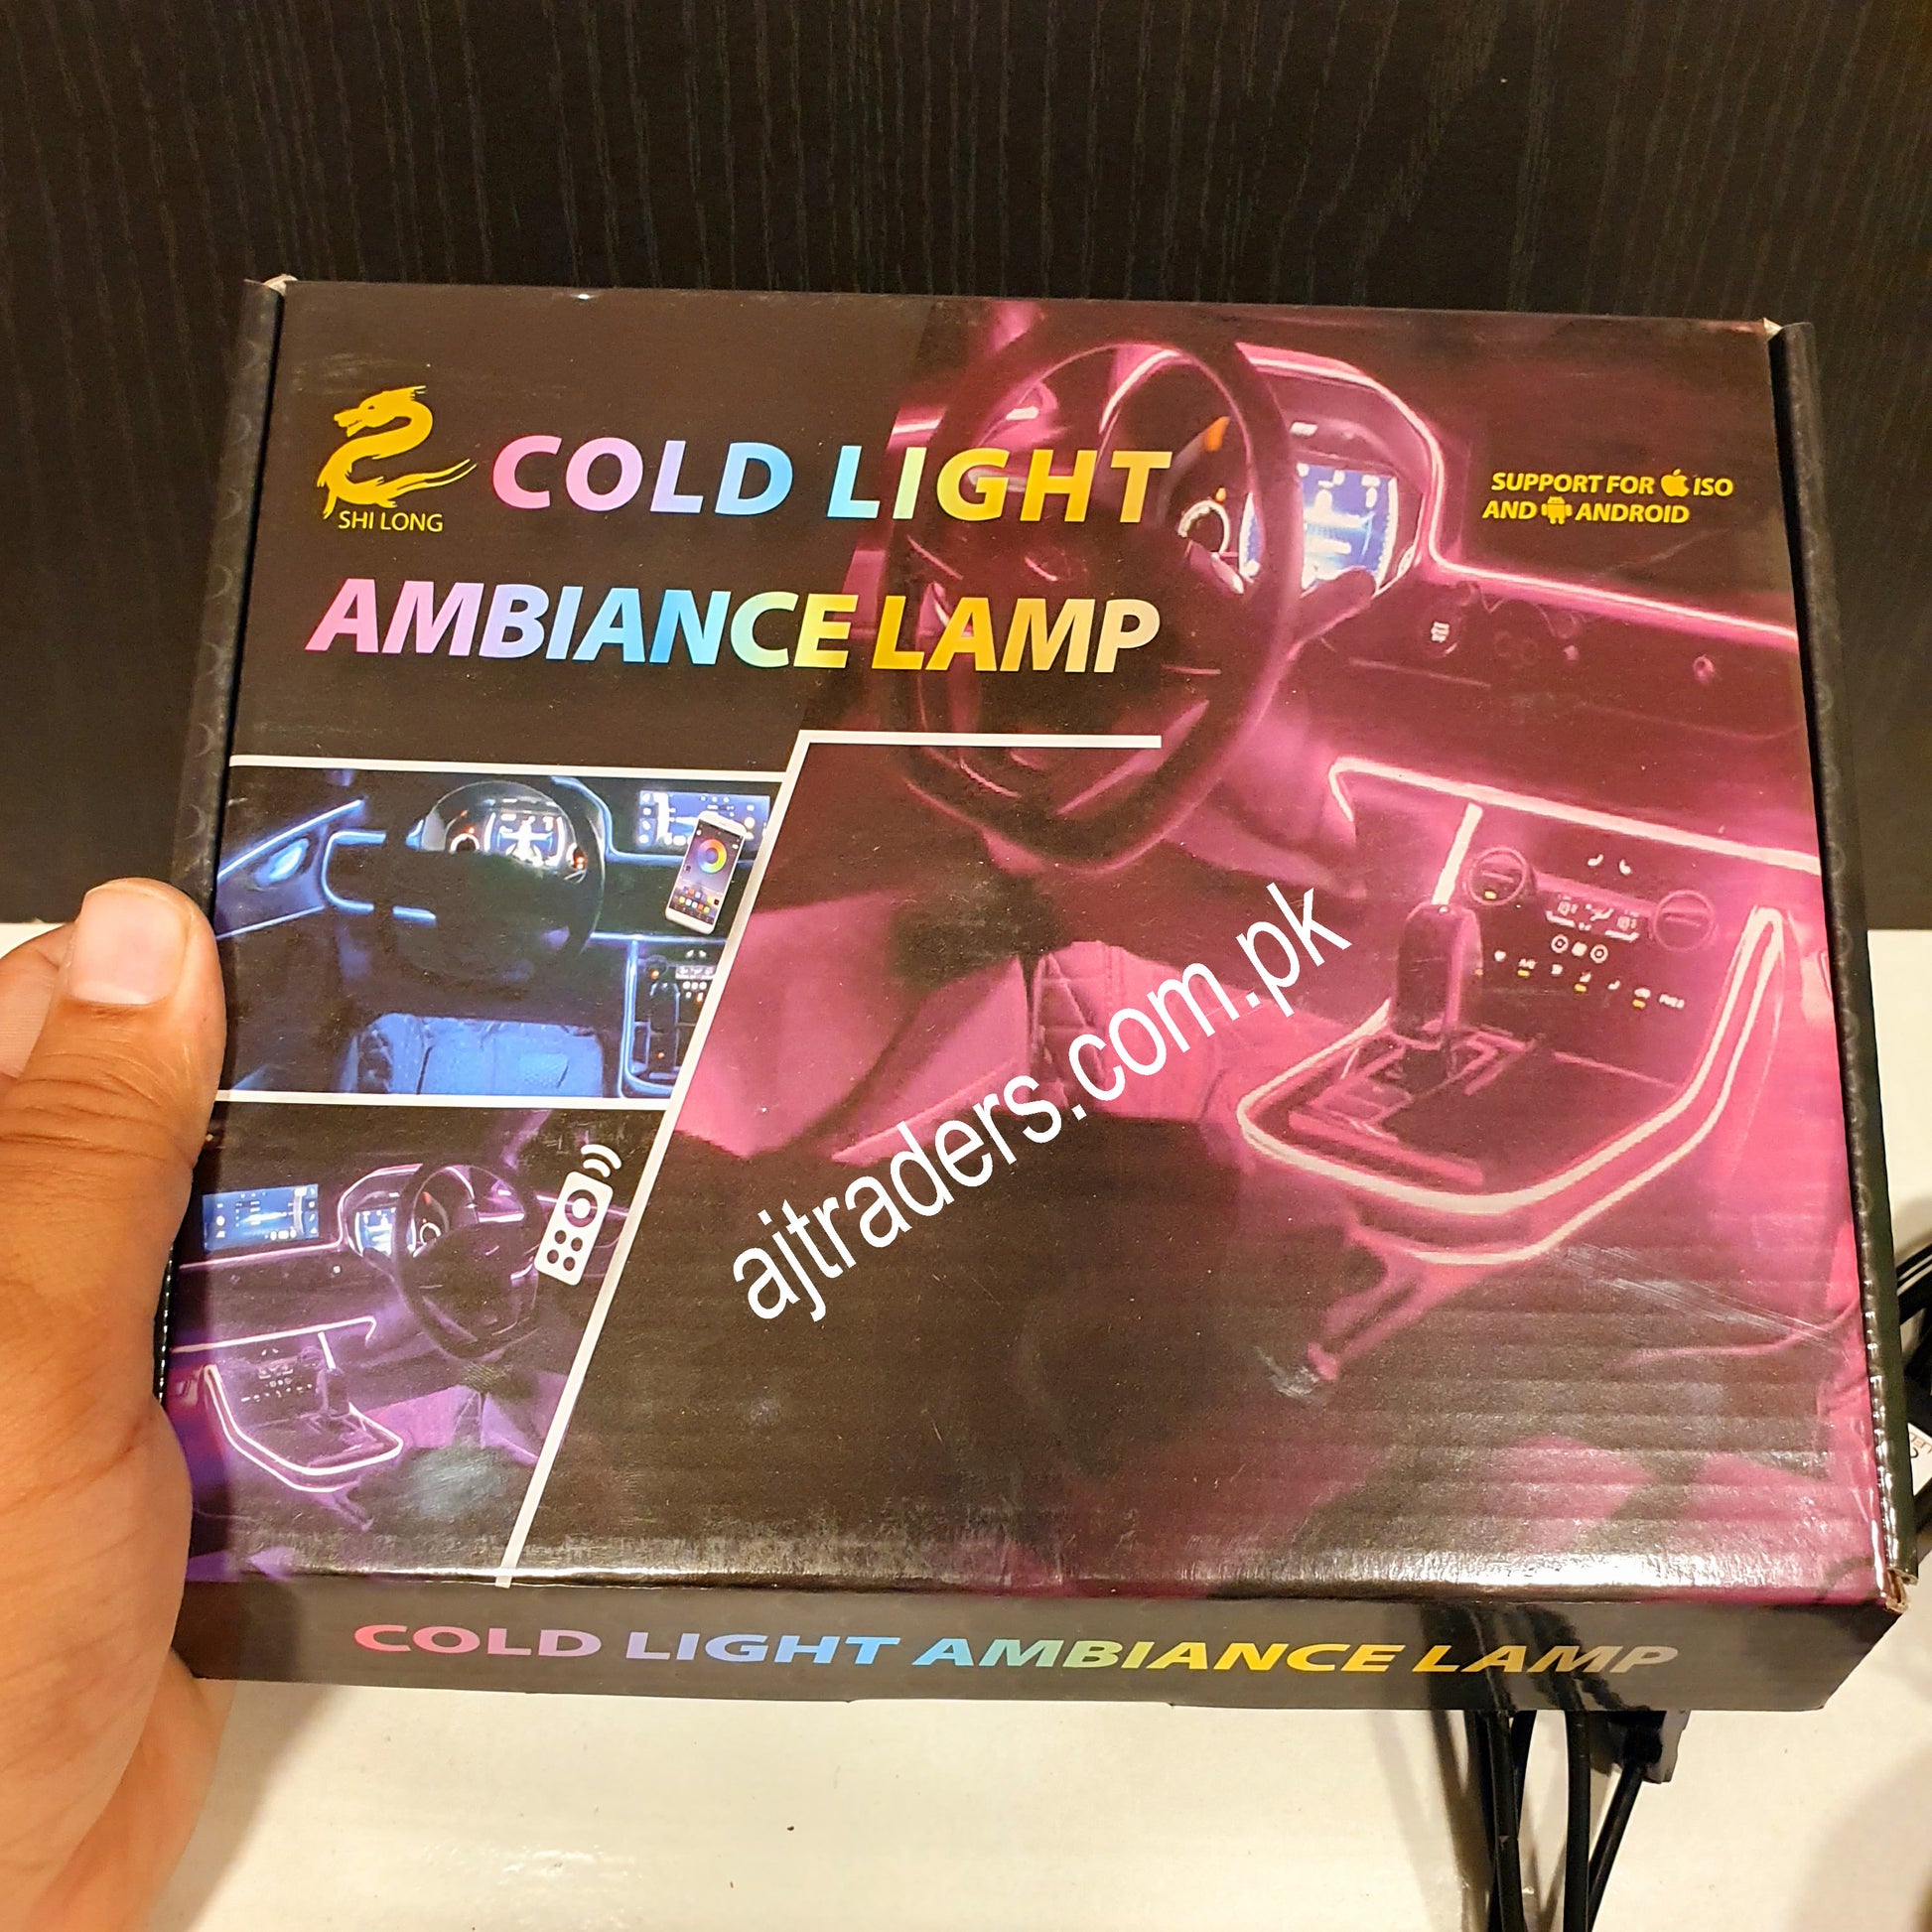 COLD LIGHT
SHI LONG
SUPPORT FOR ISO
AND ANDROID
AMBIANCE LAMP
ajtraders.com.pk
COLD LIGHT AMBIANCE LAMP